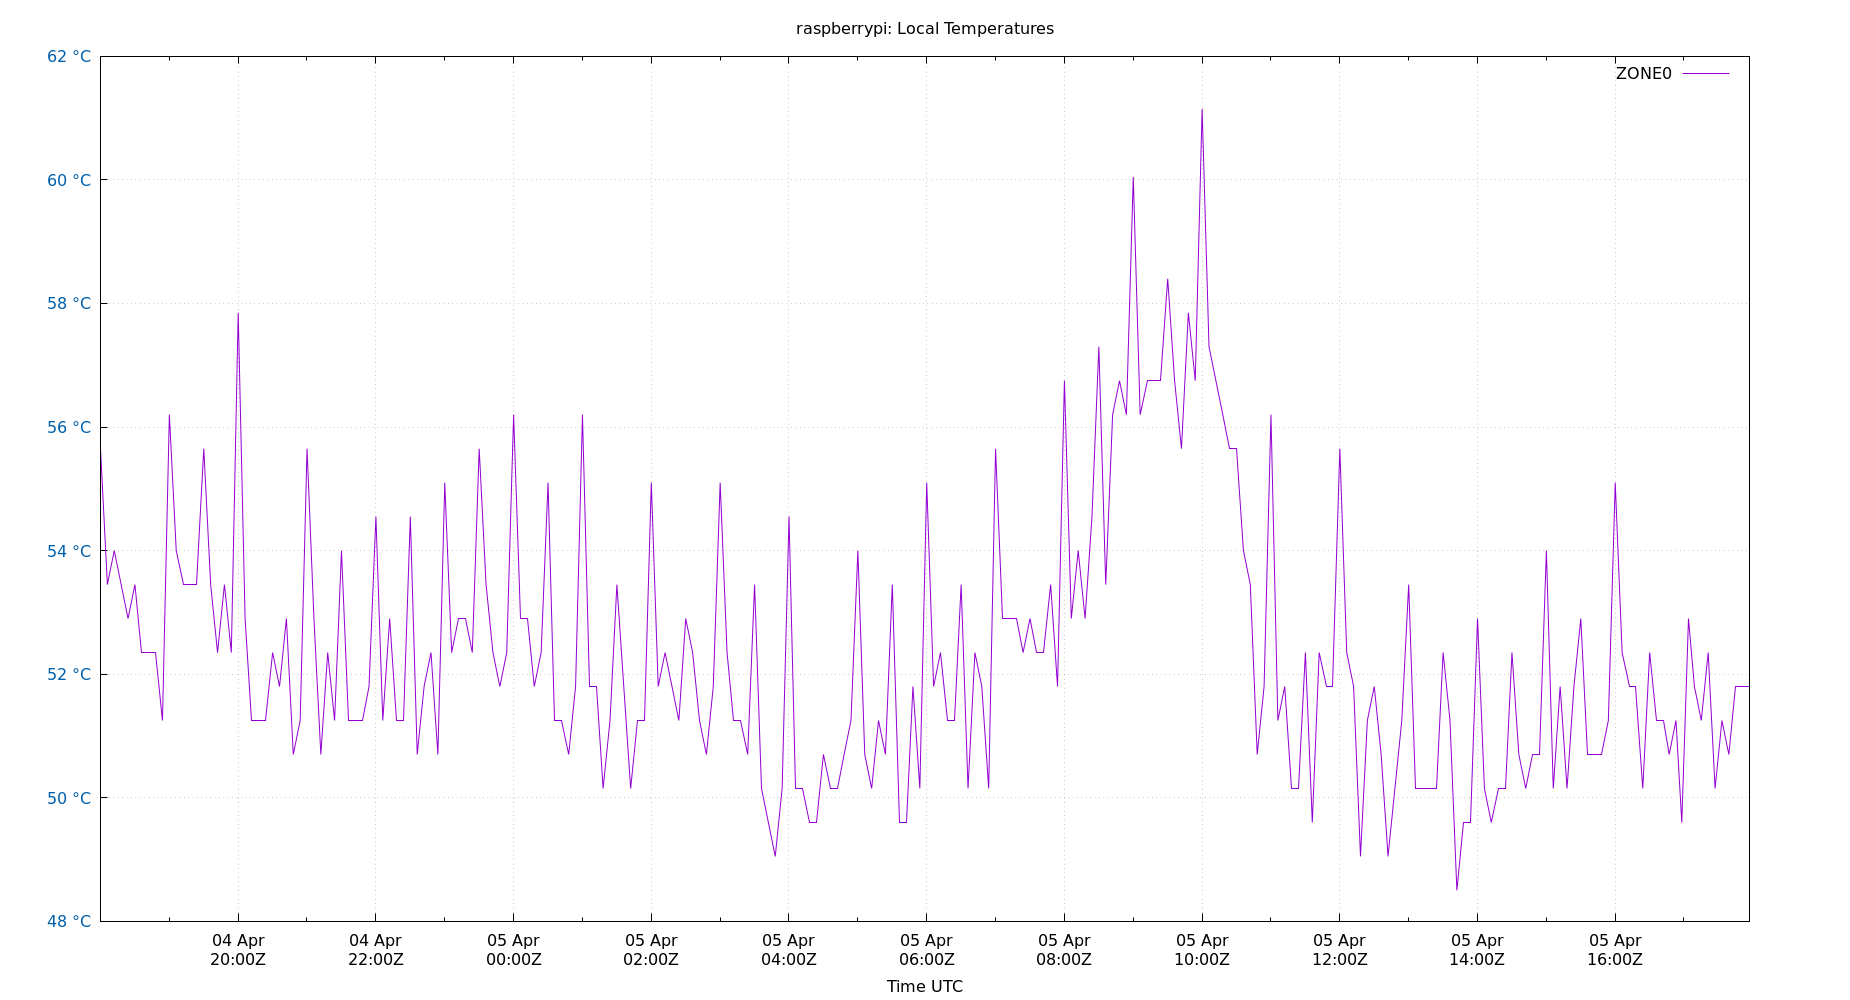 raspberrypi: Local Temperatures
62 °C
ZONE0
60 °C
58 °C
56 °C
54 °C
52 °C
50 °C
48 °C
04 Apr
20:00Z
04 Apr
22:00Z
05 Apr
00:00Z
05 Apr
02:00Z
05 Apr
04:00Z
05 Apr
06:00Z
05 Apr
08:00Z
05 Apr
10:00Z
05 Apr
12:00Z
05 Apr
14:00Z
05 Apr
16:00Z
Time UTC